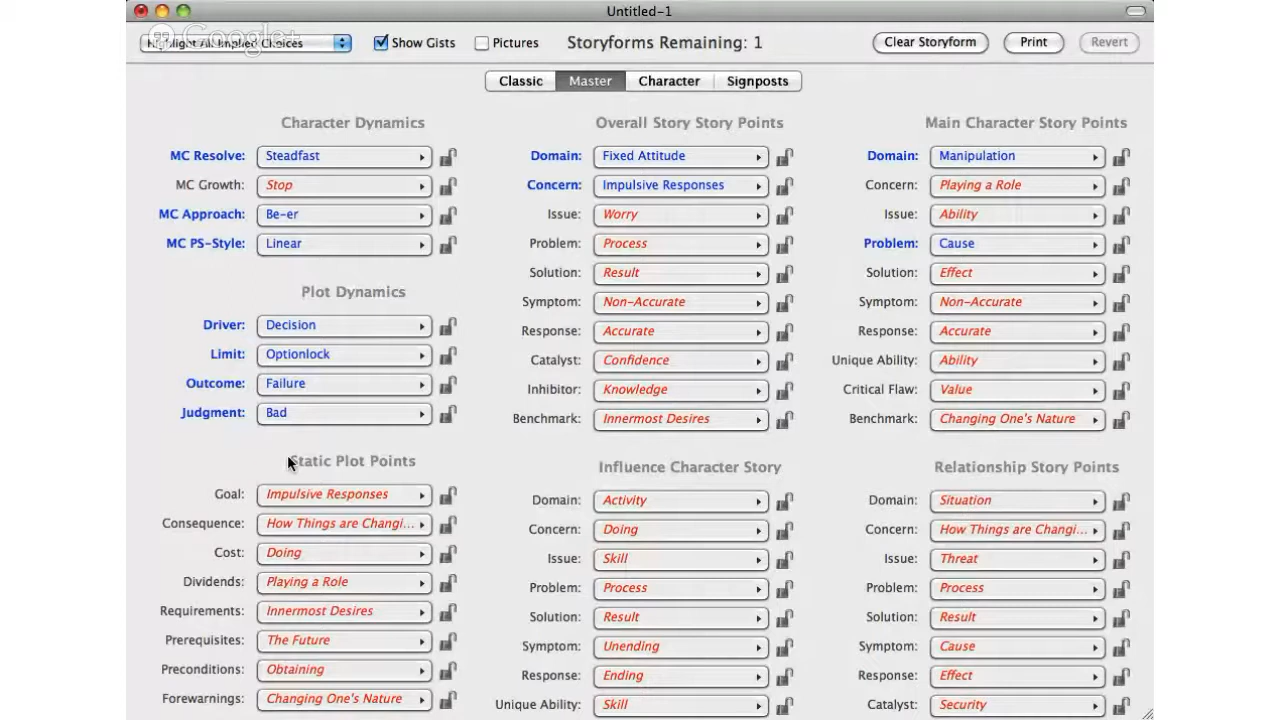 Untitled-1
Google+
Highlight All Implied Choices Show Gists Pictures Storyforms Remaining: 1 Clear Storyform Print Revert
Classic Master Character Signposts
Character Dynamics
MC Resolve: Steadfast
MC Growth: Stop
MC Approach: Be-er
MC PS-Style: Linear
Plot Dynamics
Driver: Decision
Limit: Optionlock
Outcome: Failure
Judgment: Bad
Static Plot Points
Goal: Impulsive Responses
Consequence: How Things are Changi...
Cost: Doing
Dividends: Playing a Role
Requirements: Innermost Desires
Prerequisites: The Future
Preconditions: Obtaining
Forewarnings: Changing One's Nature
Overall Story Story Points
Domain: Fixed Attitude
Concern: Impulsive Responses
Issue: Worry
Problem: Process
Solution: Result
Symptom: Non-Accurate
Response: Accurate
Catalyst: Confidence
Inhibitor: Knowledge
Benchmark: Innermost Desires
Influence Character Story
Domain: Activity
Concern: Doing
Issue: Skill
Problem: Process
Solution: Result
Symptom: Unending
Response: Ending
Unique Ability: Skill
Main Character Story Points
Domain: Manipulation
Concern: Playing a Role
Issue: Ability
Problem: Cause
Solution: Effect
Symptom: Non-Accurate
Response: Accurate
Unique Ability: Ability
Critical Flaw: Value
Benchmark: Changing One's Nature
Relationship Story Points
Domain: Situation
Concern: How Things are Changi...
Issue: Threat
Problem: Process
Solution: Result
Symptom: Cause
Response: Effect
Catalyst: Security